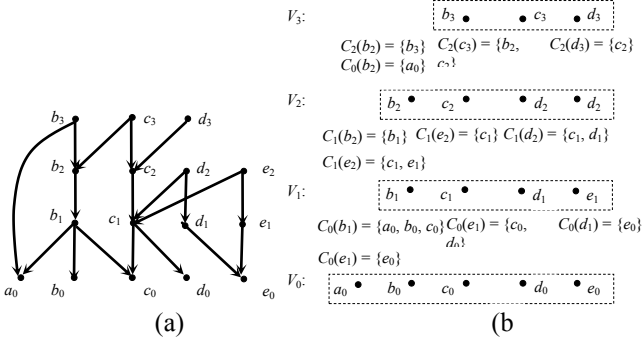 b₃ c₃ d₃
b₂ c₂ d₂ e₂
b₁ c₁ d₁ e₁
a₀ b₀ c₀ d₀ e₀
(a)
V₃: b₃ c₃ d₃
C₂(b₂) = {b₃} C₂(c₃) = {b₂, C₂(d₃) = {c₂}
C₀(b₂) = {a₀} c₂}
V₂: b₂ c₂ d₂ d₂
C₁(b₂) = {b₁} C₁(e₂) = {c₁} C₁(d₂) = {c₁, d₁}
C₁(e₂) = {c₁, e₁}
V₁: b₁ c₁ d₁ e₁
C₀(b₁) = {a₀, b₀, c₀} C₀(e₁) = {c₀, C₀(d₁) = {e₀}
d₀}
C₀(e₁) = {e₀}
V₀: a₀ b₀ c₀ d₀ e₀
(b